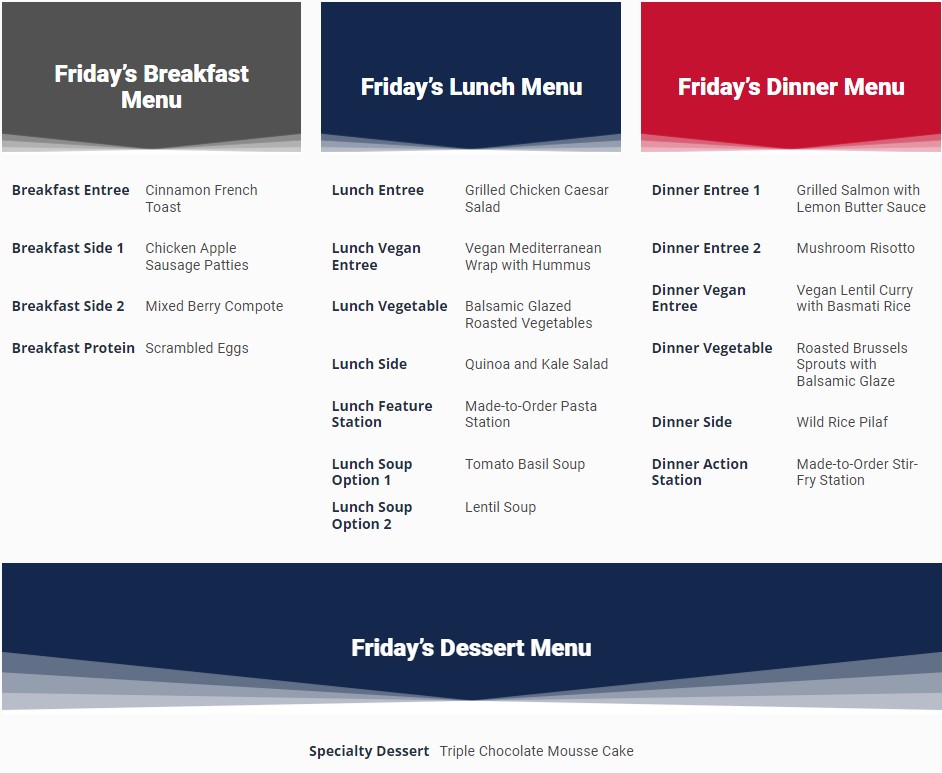 Friday's Breakfast
Menu
Breakfast Entree Cinnamon French
Toast
Breakfast Side 1 Chicken Apple
Sausage Patties
Breakfast Side 2 Mixed Berry Compote
Breakfast Protein Scrambled Eggs
Friday's Lunch Menu
Lunch Entree Grilled Chicken Caesar
Salad
Lunch Vegan Vegan Mediterranean
Entree Wrap with Hummus
Lunch Vegetable Balsamic Glazed
Roasted Vegetables
Lunch Side Quinoa and Kale Salad
Lunch Feature Made-to-Order Pasta
Station Station
Lunch Soup Tomato Basil Soup
Option 1
Lunch Soup Lentil Soup
Option 2
Friday's Dinner Menu
Dinner Entree 1 Grilled Salmon with
Lemon Butter Sauce
Dinner Entree 2 Mushroom Risotto
Dinner Vegan Vegan Lentil Curry
Entree with Basmati Rice
Dinner Vegetable Roasted Brussels
Sprouts with
Balsamic Glaze
Dinner Side Wild Rice Pilaf
Dinner Action Made-to-Order Stir-
Station Fry Station
Friday's Dessert Menu
Specialty Dessert Triple Chocolate Mousse Cake